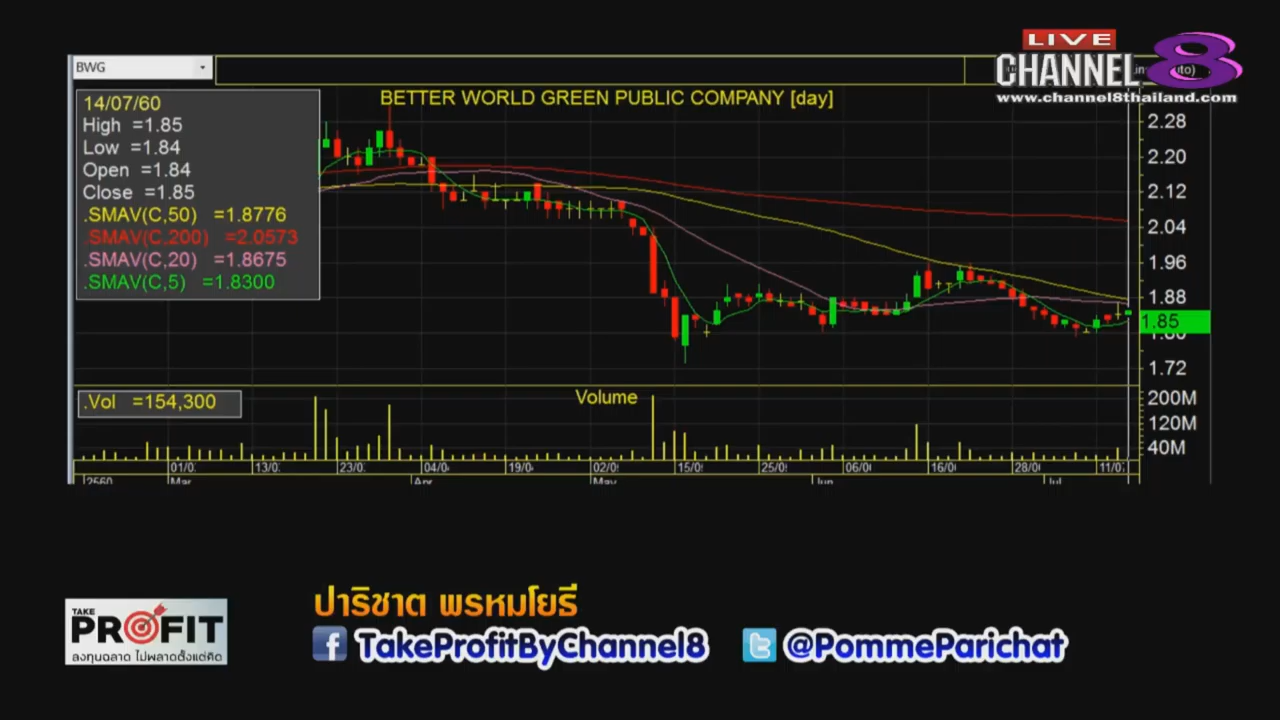 LIVE
CHANNEL 8
www.channel8thailand.com
BWG
BETTER WORLD GREEN PUBLIC COMPANY [day]
14/07/60
High =1.85
Low =1.84
Open =1.84
Close =1.85
.SMAV(C,50) =1.8776
.SMAV(C,200) =2.0573
.SMAV(C,20) =1.8675
.SMAV(C,5) =1.8300
2.28
2.20
2.12
2.04
1.96
1.88
1.85
1.80
1.72
.Vol =154,300
Volume
200M
120M
40M
01/0 13/0 23/0 04/0 19/0 02/0 15/0 25/0 06/0 16/0 28/0 11/0
2560 Mar Apr May Jun Jul
TAKE
PROFIT
ลงทุนฉลาด ไม่พลาดตั้งแต่คิด
ปาริชาต พรหมโยธี
TakeProfitByChannel8 @PommeParichat